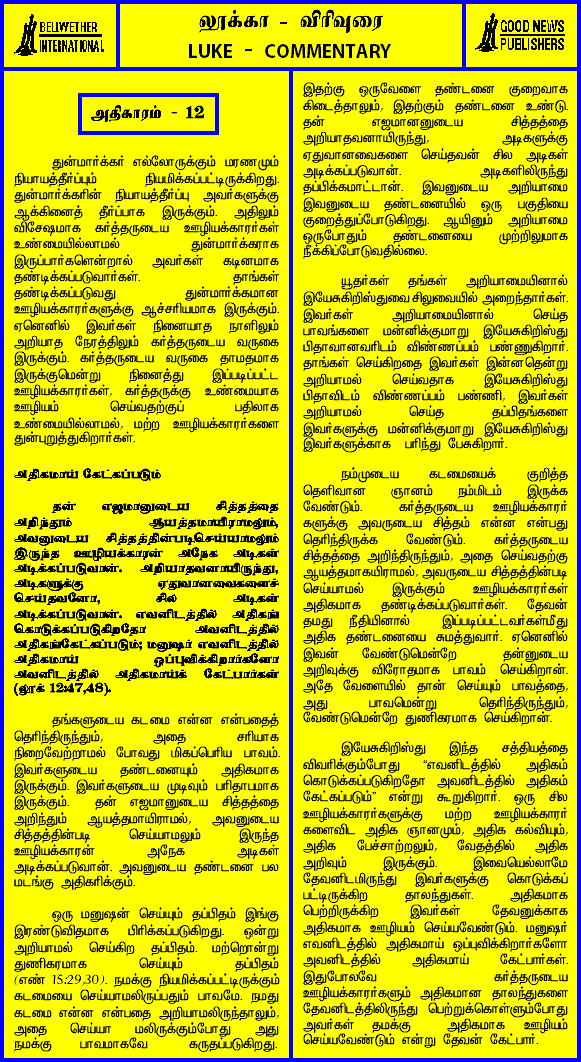 BELLWETHER
INTERNATIONAL
லூக்கா - விரிவுரை
LUKE - COMMENTARY
GOOD NEWS
PUBLISHERS
அதிகாரம் - 12
துன்மார்க்கர் எல்லோருக்கும் மரணமும்
நியாயத்தீர்ப்பும் நியமிக்கப்பட்டிருக்கிறது.
துன்மார்க்கரின் நியாயத்தீர்ப்பு அவர்களுக்கு
ஆக்கினைத் தீர்ப்பாக இருக்கும். அதிலும்
விசேஷமாக கர்த்தருடைய ஊழியக்காரர்கள்
உண்மையில்லாமல் துன்மார்க்கராக
இருப்பார்களென்றால் அவர்கள் கடினமாக
தண்டிக்கப்படுவார்கள். தாங்கள்
தண்டிக்கப்படுவது துன்மார்க்கமான
ஊழியக்காரர்களுக்கு ஆச்சரியமாக இருக்கும்.
ஏனெனில் இவர்கள் நினையாத நாளிலும்
அறியாத நேரத்திலும் கர்த்தருடைய வருகை
இருக்கும். கர்த்தருடைய வருகை தாமதமாக
இருக்குமென்று நினைத்து இப்படிப்பட்ட
ஊழியக்காரர்கள், கர்த்தருக்கு உண்மையாக
ஊழியம் செய்வதற்குப் பதிலாக
உண்மையில்லாமல், மற்ற ஊழியக்காரர்களை
துன்புறுத்துகிறார்கள்.
அதிகமாய் கேட்கப்படும்
தன் எஜமானுடைய சித்தத்தை
அறிந்தும் ஆயத்தமாயிராமலும்,
அவனுடைய சித்தத்தின்படிசெய்யாமலும்
இருந்த ஊழியக்காரன் அநேக அடிகள்
அடிக்கப்படுவான். அறியாதவனாயிருந்து,
அடிகளுக்கு ஏதுவானவைகளைச்
செய்தவனோ, சில அடிகள்
அடிக்கப்படுவான். எவனிடத்தில் அதிகங்
கொடுக்கப்படுகிறதோ அவனிடத்தில்
அதிகங்கேட்கப்படும்; மனுஷர் எவனிடத்தில்
அதிகமாய் ஒப்புவிக்கிறார்களோ
அவனிடத்தில் அதிகமாய்க் கேட்பார்கள்
(லூக் 12:47,48).
தங்களுடைய கடமை என்ன என்பதைத்
தெரிந்திருந்தும், அதை சரியாக
நிறைவேற்றாமல் போவது மிகப்பெரிய பாவம்.
இவர்களுடைய தண்டனையும் அதிகமாக
இருக்கும். இவர்களுடைய முடிவும் பரிதாபமாக
இருக்கும். தன் எஜமானுடைய சித்தத்தை
அறிந்தும் ஆயத்தமாயிராமல், அவனுடைய
சித்தத்தின்படி செய்யாமலும் இருந்த
ஊழியக்காரன் அநேக அடிகள்
அடிக்கப்படுவான். அவனுடைய தண்டனை பல
மடங்கு அதிகரிக்கும்.
ஒரு மனுஷன் செய்யும் தப்பிதம் இங்கு
இரண்டுவிதமாக பிரிக்கப்படுகிறது. ஒன்று
அறியாமல் செய்கிற தப்பிதம். மற்றொன்று
துணிகரமாக செய்யும் தப்பிதம்
(எண் 15:29,30). நமக்கு நியமிக்கப்பட்டிருக்கும்
கடமையை செய்யாமலிருப்பதும் பாவமே. நமது
கடமை என்ன என்பதை அறியாமலிருந்தாலும்,
அதை செய்யா மலிருக்கும்போது அது
நமக்கு பாவமாகவே கருதப்படுகிறது.
இதற்கு ஒருவேளை தண்டனை குறைவாக
கிடைத்தாலும், இதற்கும் தண்டனை உண்டு.
தன் எஜமானனுடைய சித்தத்தை
அறியாதவனாயிருந்து, அடிகளுக்கு
ஏதுவானவைகளை செய்தவன் சில அடிகள்
அடிக்கப்படுவான். அடிகளிலிருந்து
தப்பிக்கமாட்டான். இவனுடைய அறியாமை
இவனுடைய தண்டனையில் ஒரு பகுதியை
குறைத்துப்போடுகிறது. ஆயினும் அறியாமை
ஒருபோதும் தண்டனையை முற்றிலுமாக
நீக்கிப்போடுவதில்லை.
யூதர்கள் தங்கள் அறியாமையினால்
இயேசுகிறிஸ்துவை சிலுவையில் அறைந்தார்கள்.
இவர்கள் அறியாமையினால் செய்த
பாவங்களை மன்னிக்குமாறு இயேசுகிறிஸ்து
பிதாவானவரிடம் விண்ணப்பம் பண்ணுகிறார்.
தாங்கள் செய்கிறதை இவர்கள் இன்னதென்று
அறியாமல் செய்வதாக இயேசுகிறிஸ்து
பிதாவிடம் விண்ணப்பம் பண்ணி, இவர்கள்
அறியாமல் செய்த தப்பிதங்களை
இவர்களுக்கு மன்னிக்குமாறு இயேசுகிறிஸ்து
இவர்களுக்காக பரிந்து பேசுகிறார்.
நம்முடைய கடமையைக் குறித்த
தெளிவான ஞானம் நம்மிடம் இருக்க
வேண்டும். கர்த்தருடைய ஊழியக்காரர்
களுக்கு அவருடைய சித்தம் என்ன என்பது
தெரிந்திருக்க வேண்டும். கர்த்தருடைய
சித்தத்தை அறிந்திருந்தும், அதை செய்வதற்கு
ஆயத்தமாகயிராமல், அவருடைய சித்தத்தின்படி
செய்யாமல் இருக்கும் ஊழியக்காரர்கள்
அதிகமாக தண்டிக்கப்படுவார்கள். தேவன்
தமது நீதியினால் இப்படிப்பட்டவர்கள்மீது
அதிக தண்டனையை சுமத்துவார். ஏனெனில்
இவன் வேண்டுமென்றே தன்னுடைய
அறிவுக்கு விரோதமாக பாவம் செய்கிறான்.
அதே வேளையில் தான் செய்யும் பாவத்தை,
அது பாவமென்று தெரிந்திருந்தும்,
வேண்டுமென்றே துணிகரமாக செய்கிறான்.
இயேசுகிறிஸ்து இந்த சத்தியத்தை
விவரிக்கும்போது "எவனிடத்தில் அதிகம்
கொடுக்கப்படுகிறதோ அவனிடத்தில் அதிகம்
கேட்கப்படும்" என்று கூறுகிறார். ஒரு சில
ஊழியக்காரர்களுக்கு மற்ற ஊழியக்காரர்
களைவிட அதிக ஞானமும், அதிக கல்வியும்,
அதிக பேச்சாற்றலும், வேதத்தில் அதிக
அறிவும் இருக்கும். இவையெல்லாமே
தேவனிடமிருந்து இவர்களுக்கு கொடுக்கப்
பட்டிருக்கிற தாலந்துகள். அதிகமாக
பெற்றிருக்கிற இவர்கள் தேவனுக்காக
அதிகமாக ஊழியம் செய்யவேண்டும். மனுஷர்
எவனிடத்தில் அதிகமாய் ஒப்புவிக்கிறார்களோ
அவனிடத்தில் அதிகமாய் கேட்பார்கள்.
இதுபோலவே கர்த்தருடைய
ஊழியக்காரர்களும் அதிகமான தாலந்துகளை
தேவனிடத்திலிருந்து பெற்றுக்கொள்ளும்போது
அவர்கள் தமக்கு அதிகமாக ஊழியம்
செய்யவேண்டும் என்று தேவன் கேட்பார்.